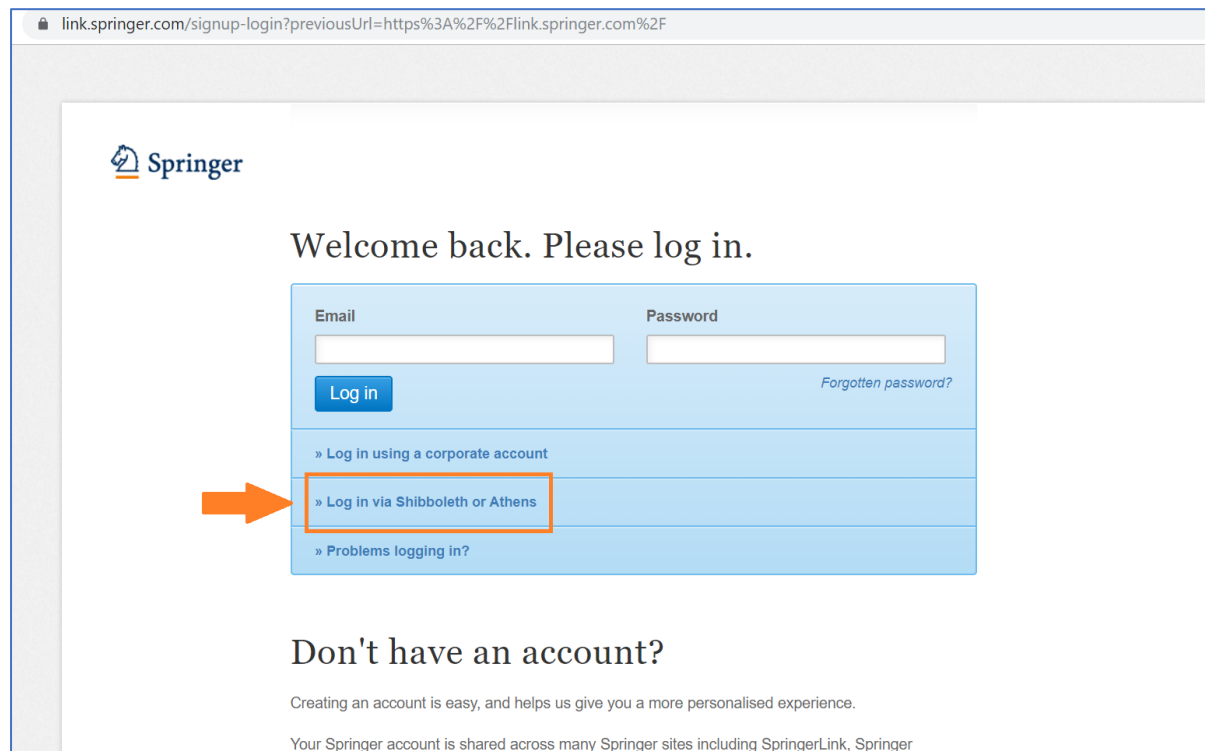 link.springer.com/signup-login?previousUrl=https%3A%2F%2Flink.springer.com%2F
Springer
Welcome back. Please log in.
Email Password
Forgotten password?
Log in
» Log in using a corporate account
» Log in via Shibboleth or Athens
» Problems logging in?
Don't have an account?
Creating an account is easy, and helps us give you a more personalised experience.
Your Springer account is shared across many Springer sites including SpringerLink, Springer